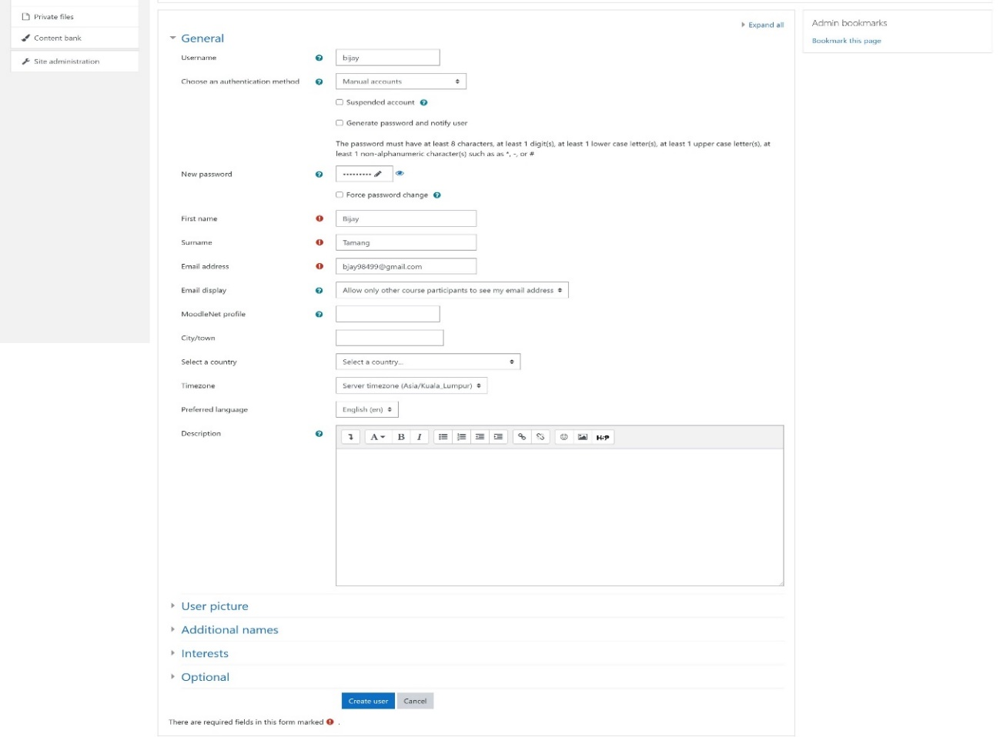 Private files
Content bank
Site administration
Expand all
General
Username
bijay
Choose an authentication method
Manual accounts
Suspended account
Generate password and notify user
The password must have at least 8 characters, at least 1 digit(s), at least 1 lower case letter(s), at least 1 upper case letter(s), at
least 1 non-alphanumeric character(s) such as as *, -, or #
New password
•••••••••
Force password change
First name
Bijay
Surname
Tamang
Email address
bjay98499@gmail.com
Email display
Allow only other course participants to see my email address
MoodleNet profile
City/town
Select a country
Select a country...
Timezone
Server timezone (Asia/Kuala_Lumpur)
Preferred language
English (en)
Description
A
B
I
H-P
User picture
Additional names
Interests
Optional
Create user
Cancel
There are required fields in this form marked .
Admin bookmarks
Bookmark this page